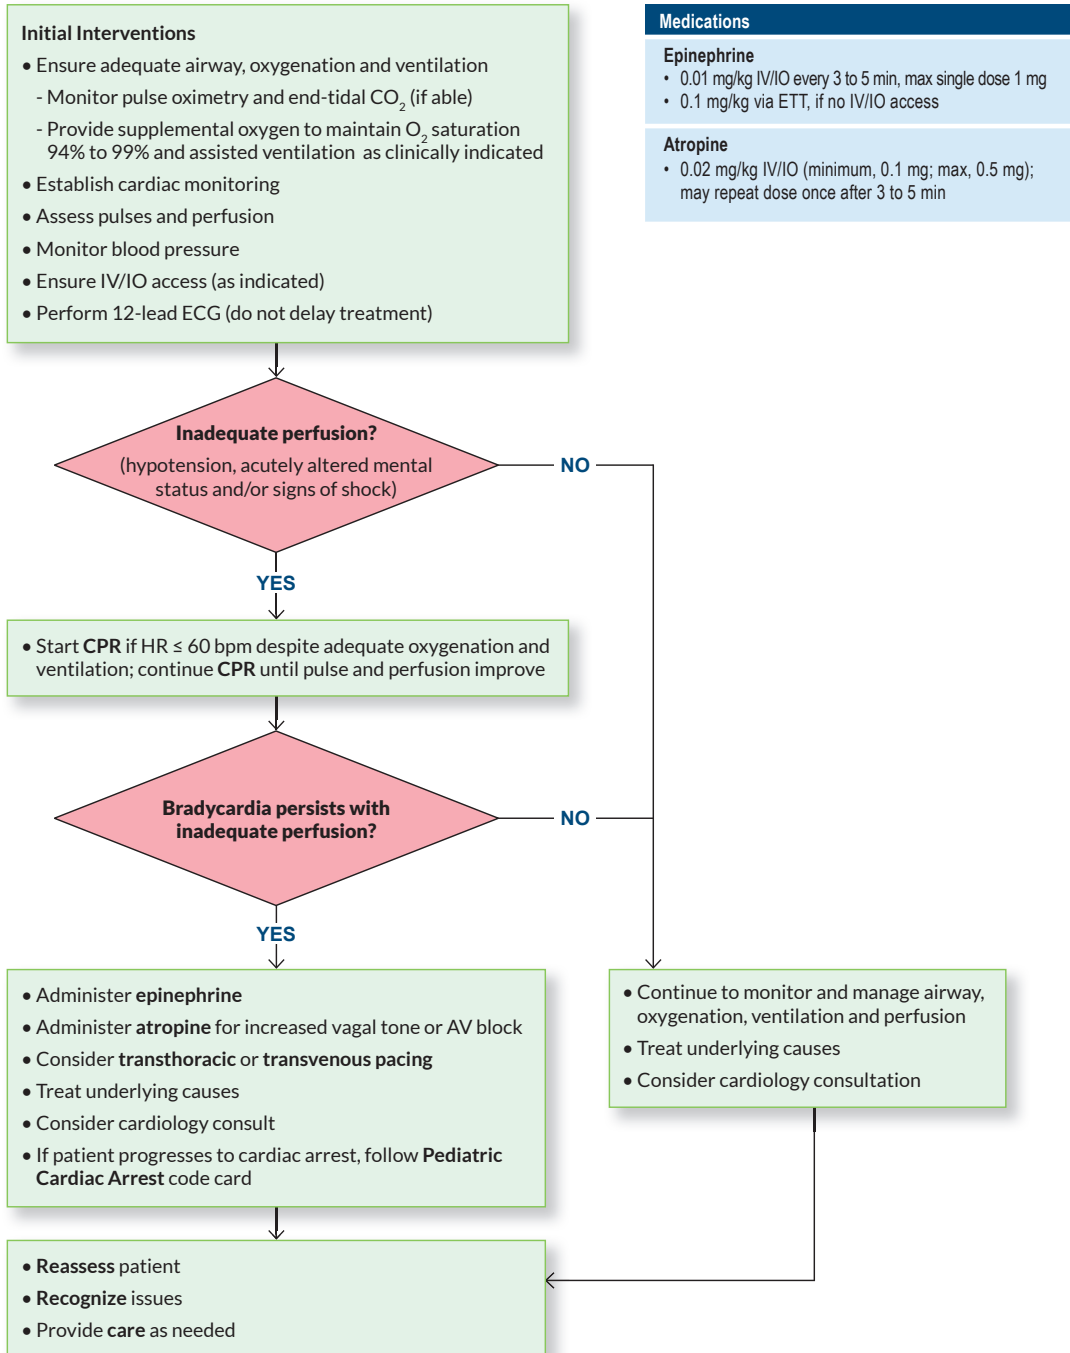 Initial Interventions
• Ensure adequate airway, oxygenation and ventilation
- Monitor pulse oximetry and end-tidal CO2 (if able)
- Provide supplemental oxygen to maintain O2 saturation
94% to 99% and assisted ventilation as clinically indicated
• Establish cardiac monitoring
• Assess pulses and perfusion
• Monitor blood pressure
• Ensure IV/IO access (as indicated)
• Perform 12-lead ECG (do not delay treatment)
Medications
Epinephrine
• 0.01 mg/kg IV/IO every 3 to 5 min, max single dose 1 mg
• 0.1 mg/kg via ETT, if no IV/IO access
Atropine
• 0.02 mg/kg IV/IO (minimum, 0.1 mg; max, 0.5 mg);
may repeat dose once after 3 to 5 min
Inadequate perfusion?
(hypotension, acutely altered mental
status and/or signs of shock)
NO
YES
• Start CPR if HR ≤ 60 bpm despite adequate oxygenation and
ventilation; continue CPR until pulse and perfusion improve
Bradycardia persists with
inadequate perfusion?
NO
YES
• Administer epinephrine
• Administer atropine for increased vagal tone or AV block
• Consider transthoracic or transvenous pacing
• Treat underlying causes
• Consider cardiology consult
• If patient progresses to cardiac arrest, follow Pediatric
Cardiac Arrest code card
• Continue to monitor and manage airway,
oxygenation, ventilation and perfusion
• Treat underlying causes
• Consider cardiology consultation
• Reassess patient
• Recognize issues
• Provide care as needed